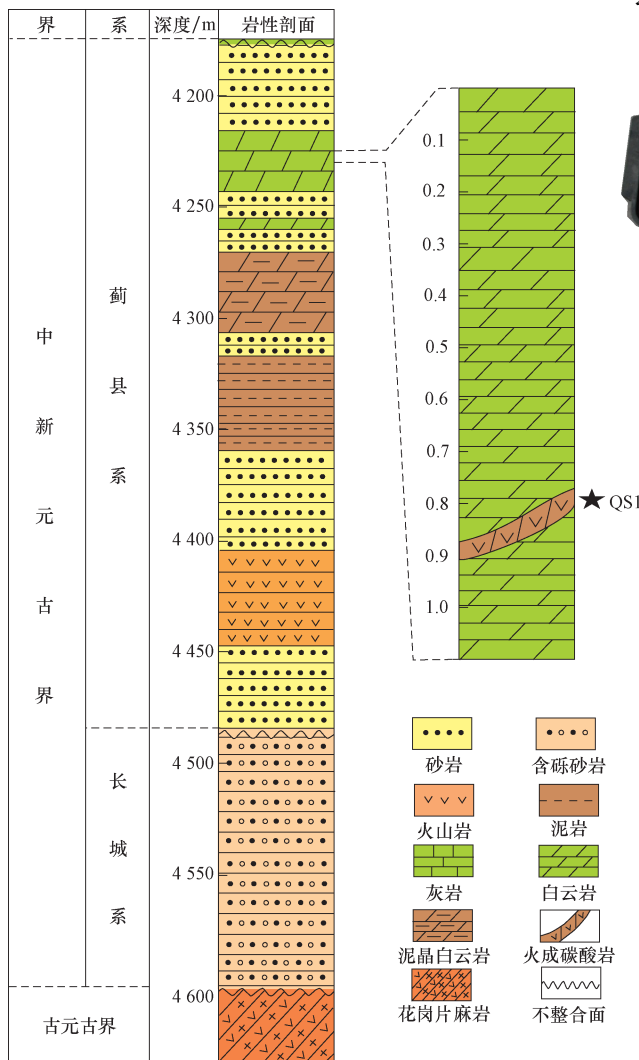 界 系 深度/m 岩性剖面
中新元古界
蓟县系
长城系
古元古界
4 200
4 250
4 300
4 350
4 400
4 450
4 500
4 550
4 600
0.1
0.2
0.3
0.4
0.5
0.6
0.7
0.8
0.9
1.0
QS1
砂岩 含砾砂岩
火山岩 泥岩
灰岩 白云岩
泥晶白云岩 火成碳酸岩
花岗片麻岩 不整合面